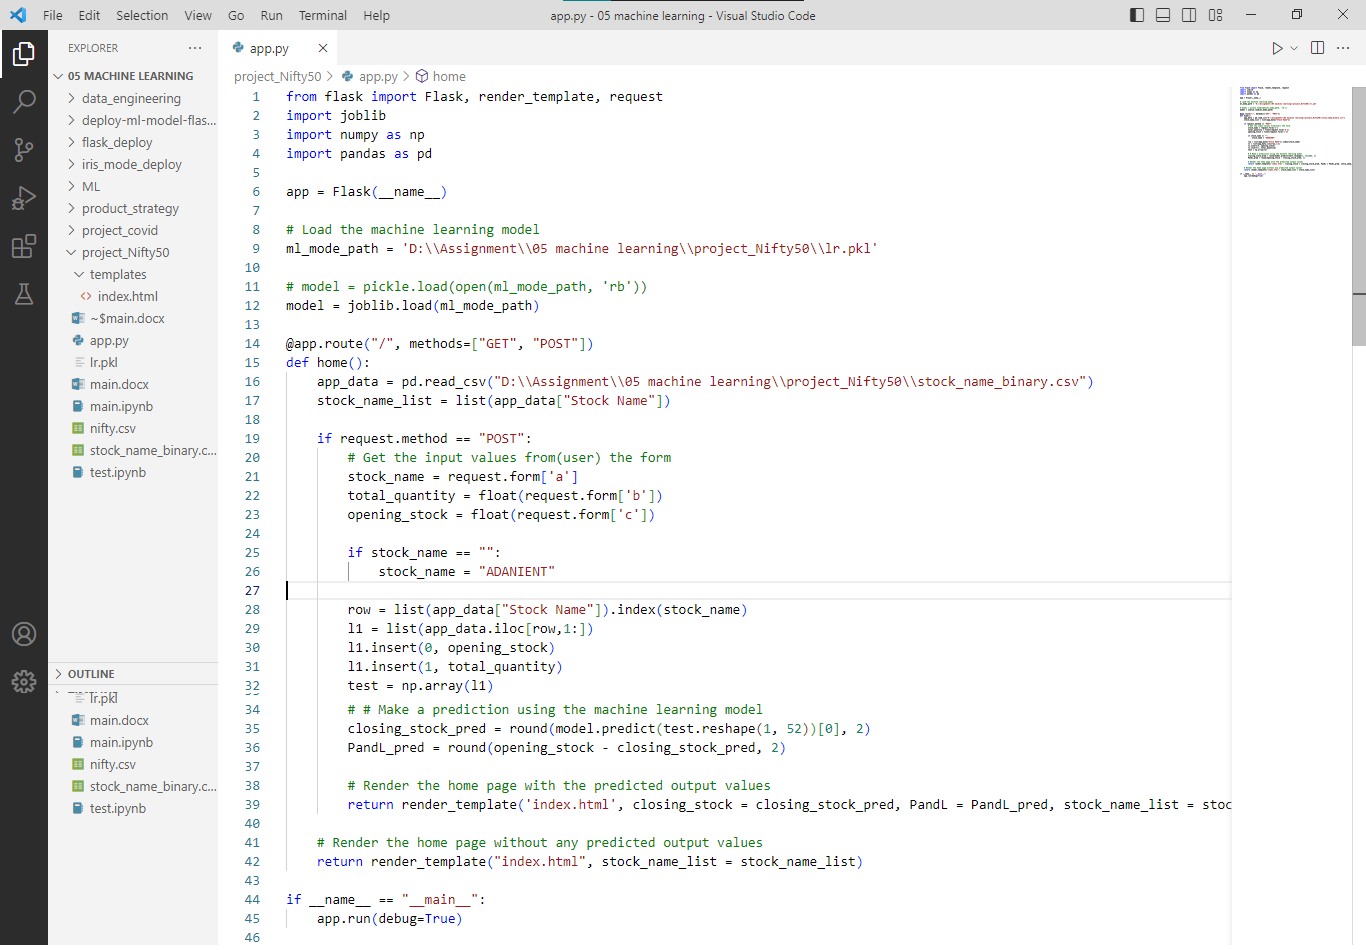 File Edit Selection View Go Run Terminal Help
app.py - 05 machine learning - Visual Studio Code
EXPLORER
05 MACHINE LEARNING
data_engineering
deploy-ml-model-flas...
flask_deploy
iris_mode_deploy
ML
product_strategy
project_covid
project_Nifty50
templates
index.html
~$main.docx
app.py
lr.pkl
main.docx
main.ipynb
nifty.csv
stock_name_binary.c...
test.ipynb
OUTLINE
lr.pkl
main.docx
main.ipynb
nifty.csv
stock_name_binary.c...
test.ipynb
app.py
project_Nifty50 > app.py > home
1 from flask import Flask, render_template, request
2 import joblib
3 import numpy as np
4 import pandas as pd
5
6 app = Flask(__name__)
7
8 # Load the machine learning model
9 ml_mode_path = 'D:\\Assignment\\05 machine learning\\project_Nifty50\\lr.pkl'
10
11 # model = pickle.load(open(ml_mode_path, 'rb'))
12 model = joblib.load(ml_mode_path)
13
14 @app.route("/", methods=["GET", "POST"])
15 def home():
16 app_data = pd.read_csv("D:\\Assignment\\05 machine learning\\project_Nifty50\\stock_name_binary.csv")
17 stock_name_list = list(app_data["Stock Name"])
18
19 if request.method == "POST":
20 # Get the input values from(user) the form
21 stock_name = request.form['a']
22 total_quantity = float(request.form['b'])
23 opening_stock = float(request.form['c'])
24
25 if stock_name == "":
26 stock_name = "ADANIENT"
27
28 row = list(app_data["Stock Name"]).index(stock_name)
29 l1 = list(app_data.iloc[row,1:])
30 l1.insert(0, opening_stock)
31 l1.insert(1, total_quantity)
32 test = np.array(l1)
34 # # Make a prediction using the machine learning model
35 closing_stock_pred = round(model.predict(test.reshape(1, 52))[0], 2)
36 PandL_pred = round(opening_stock - closing_stock_pred, 2)
37
38 # Render the home page with the predicted output values
39 return render_template('index.html', closing_stock = closing_stock_pred, PandL = PandL_pred, stock_name_list = stoc
40
41 # Render the home page without any predicted output values
42 return render_template("index.html", stock_name_list = stock_name_list)
43
44 if __name__ == "__main__":
45 app.run(debug=True)
46